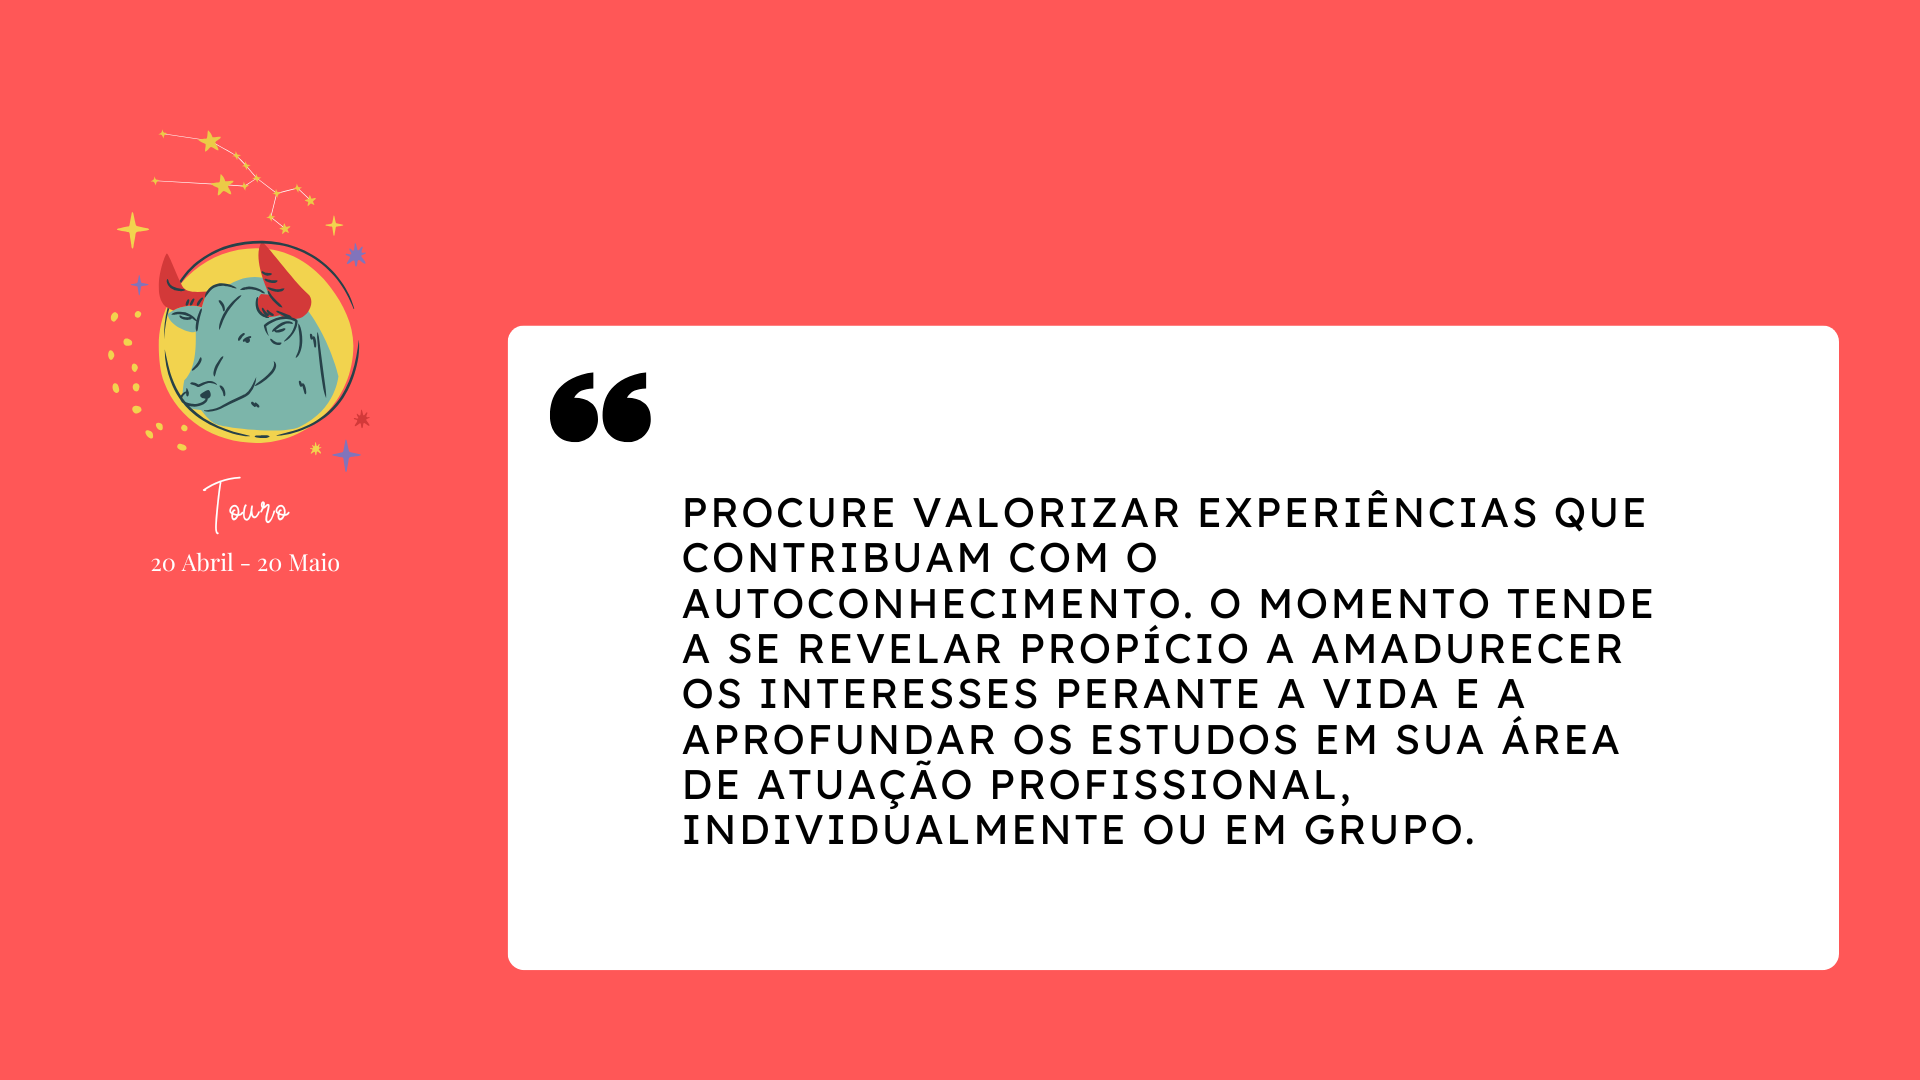 Touro
20 Abril - 20 Maio
“
PROCURE VALORIZAR EXPERIÊNCIAS QUE
CONTRIBUAM COM O
AUTOCONHECIMENTO. O MOMENTO TENDE
A SE REVELAR PROPÍCIO A AMADURECER
OS INTERESSES PERANTE A VIDA E A
APROFUNDAR OS ESTUDOS EM SUA ÁREA
DE ATUAÇÃO PROFISSIONAL,
INDIVIDUALMENTE OU EM GRUPO.